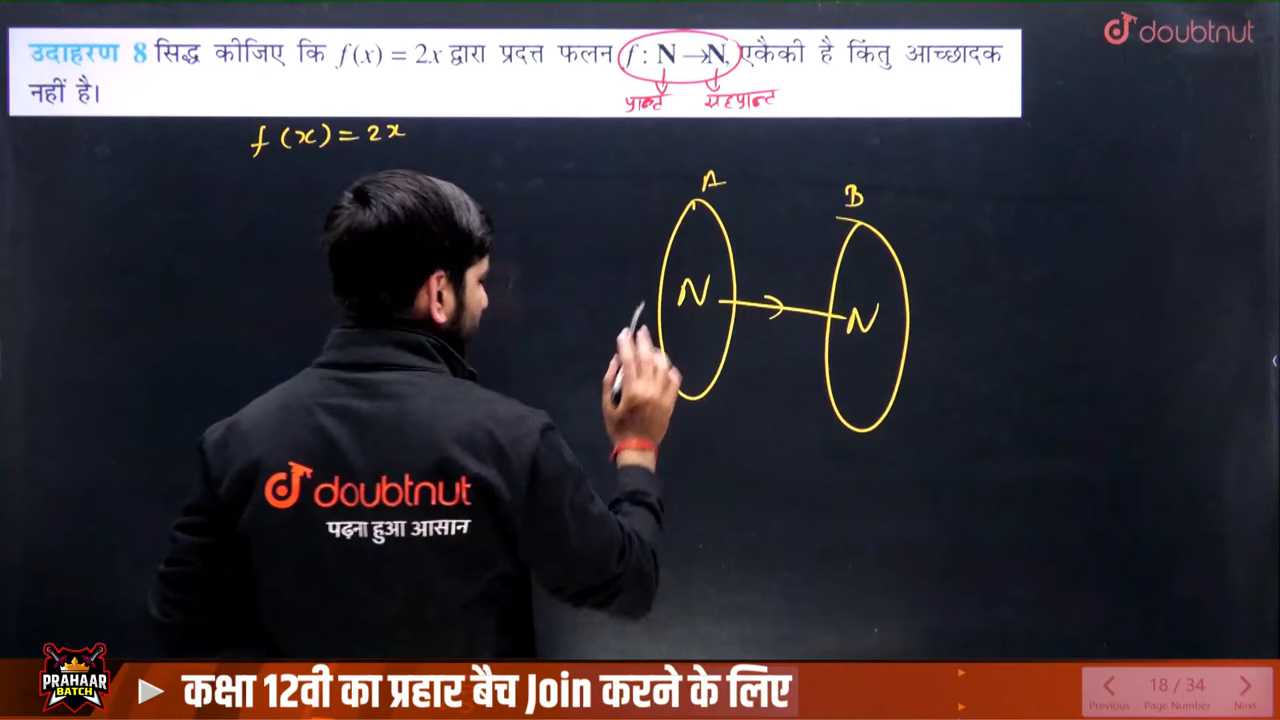 doubtnut
उदाहरण 8 सिद्ध कीजिए कि f(x) = 2x द्वारा प्रदत्त फलन f : N → N, एकैकी है किंतु आच्छादक
नहीं है।
प्रान्त सहप्रान्त
f(x) = 2x
A B
N N
doubtnut
पढ़ना हुआ आसान
PRAHAAR
BATCH
कक्षा 12वी का प्रहार बैच Join करने के लिए
18 / 34
Previous Page Number Next